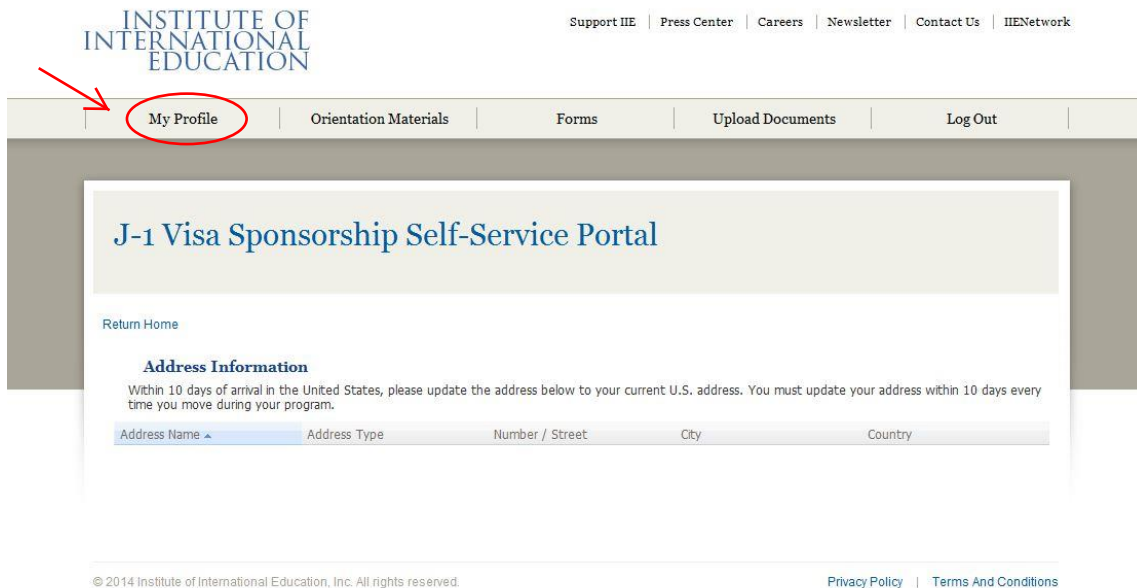 INSTITUTE OF
INTERNATIONAL
EDUCATION
Support IIE | Press Center | Careers | Newsletter | Contact Us | IIENetwork
My Profile | Orientation Materials | Forms | Upload Documents | Log Out
J-1 Visa Sponsorship Self-Service Portal
Return Home
Address Information
Within 10 days of arrival in the United States, please update the address below to your current U.S. address. You must update your address within 10 days every
time you move during your program.
Address Name Address Type Number / Street City Country
© 2014 Institute of International Education, Inc. All rights reserved. Privacy Policy | Terms And Conditions